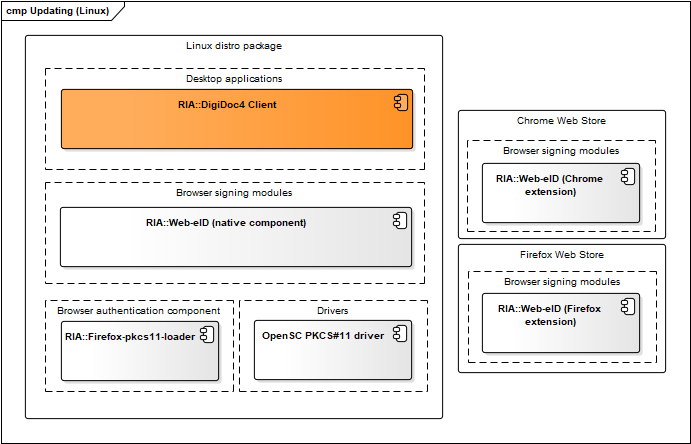 cmp Updating (Linux)
Linux distro package
Desktop applications
RIA::DigiDoc4 Client
Browser signing modules
RIA::Web-eID (native component)
Browser authentication component
RIA::Firefox-pkcs11-loader
Drivers
OpenSC PKCS#11 driver
Chrome Web Store
Browser signing modules
RIA::Web-eID (Chrome
extension)
Firefox Web Store
Browser signing modules
RIA::Web-eID (Firefox
extension)